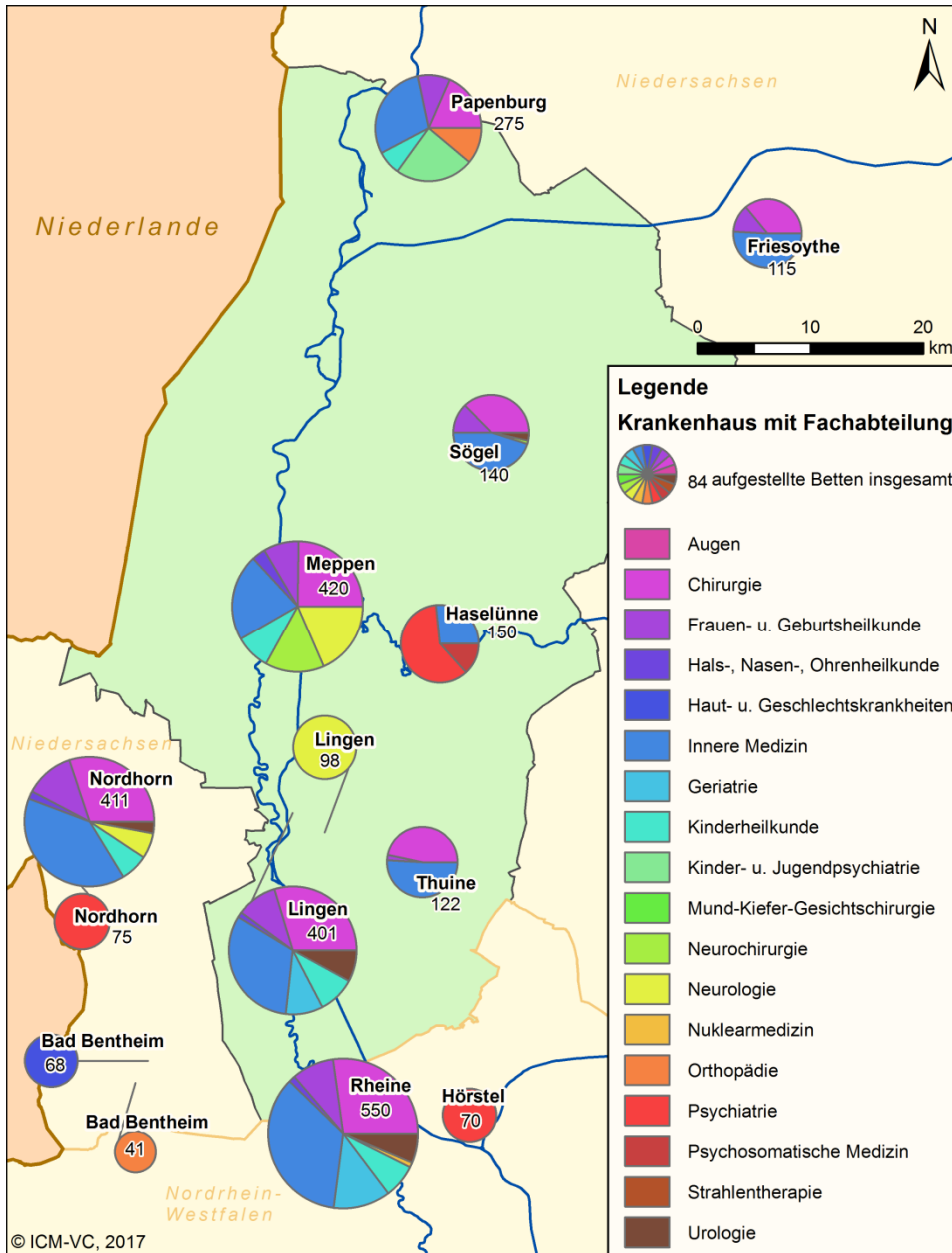 N
Niedersachsen
Papenburg
275
Niederlande
Friesoythe
115
0 10 20
km
Sögel
140
Meppen
420
Haselünne
150
Lingen
98
Niedersachsen
Nordhorn
411
Thuine
122
Nordhorn
75
Lingen
401
Bad Bentheim
68
Bad Bentheim
41
Rheine
550
Hörstel
70
Nordrhein-
Westfalen
© ICM-VC, 2017
Legende
Krankenhaus mit Fachabteilung
84 aufgestellte Betten insgesamt
Augen
Chirurgie
Frauen- u. Geburtsheilkunde
Hals-, Nasen-, Ohrenheilkunde
Haut- u. Geschlechtskrankheiten
Innere Medizin
Geriatrie
Kinderheilkunde
Kinder- u. Jugendpsychiatrie
Mund-Kiefer-Gesichtschirurgie
Neurochirurgie
Neurologie
Nuklearmedizin
Orthopädie
Psychiatrie
Psychosomatische Medizin
Strahlentherapie
Urologie